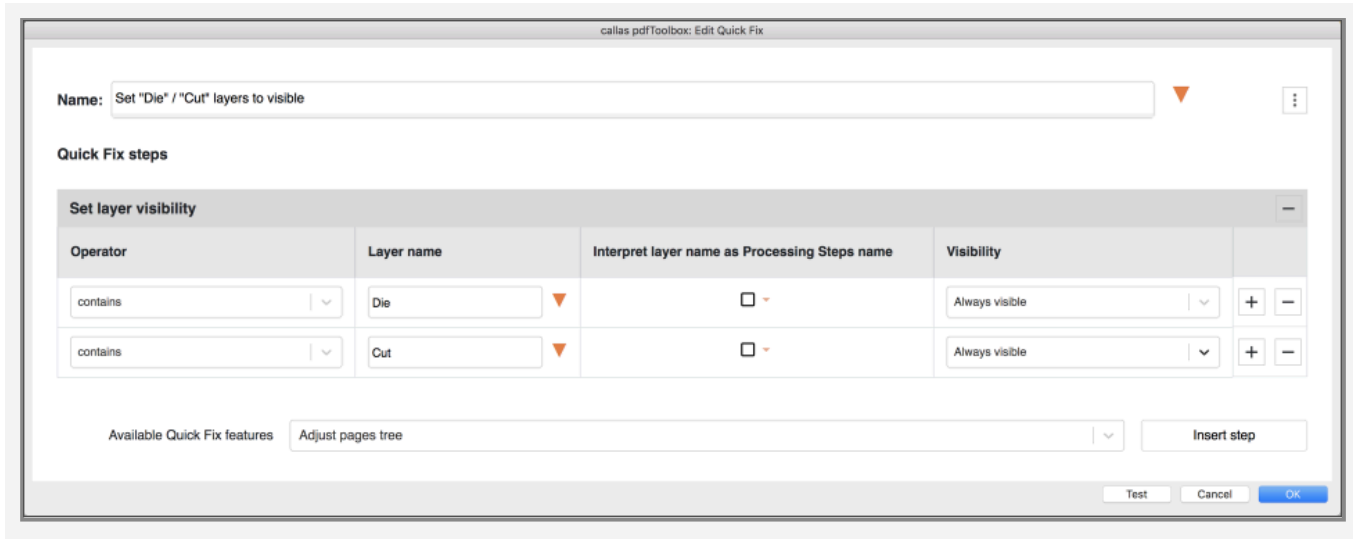 callas pdfToolbox: Edit Quick Fix
Name: Set "Die" / "Cut" layers to visible
Quick Fix steps
Set layer visibility
Operator Layer name Interpret layer name as Processing Steps name Visibility
contains Die Always visible
contains Cut Always visible
Available Quick Fix features Adjust pages tree Insert step
Test Cancel OK